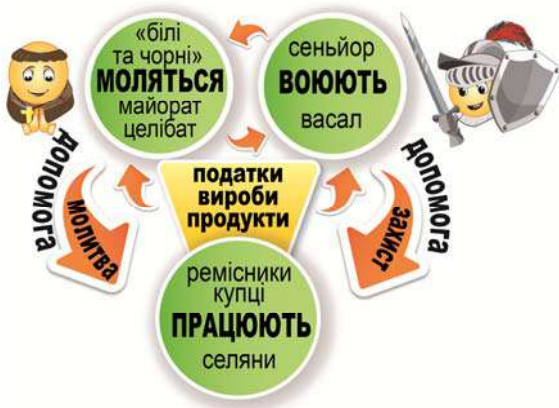 «білі
та чорні»
МОЛЯТЬСЯ
майорат
целібат
сеньйор
ВОЮЮТЬ
васал
допомога
молитва
податки
вироби
продукти
допомога
захист
ремісники
купці
ПРАЦЮЮТЬ
селяни